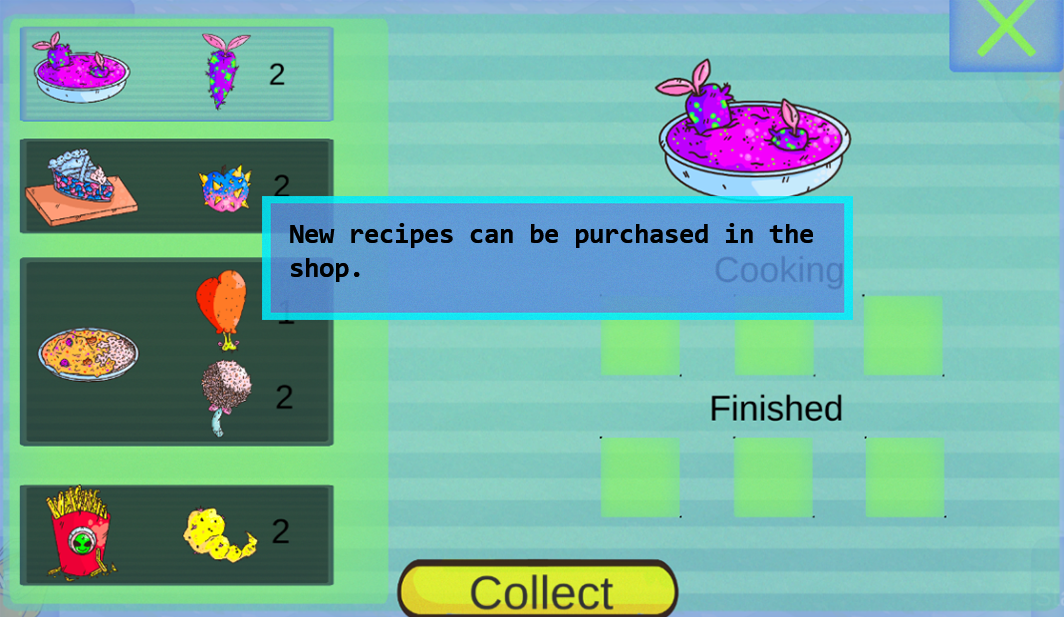 2
2
New recipes can be purchased in the
shop.
Cooking
1
2
Finished
2
Collect